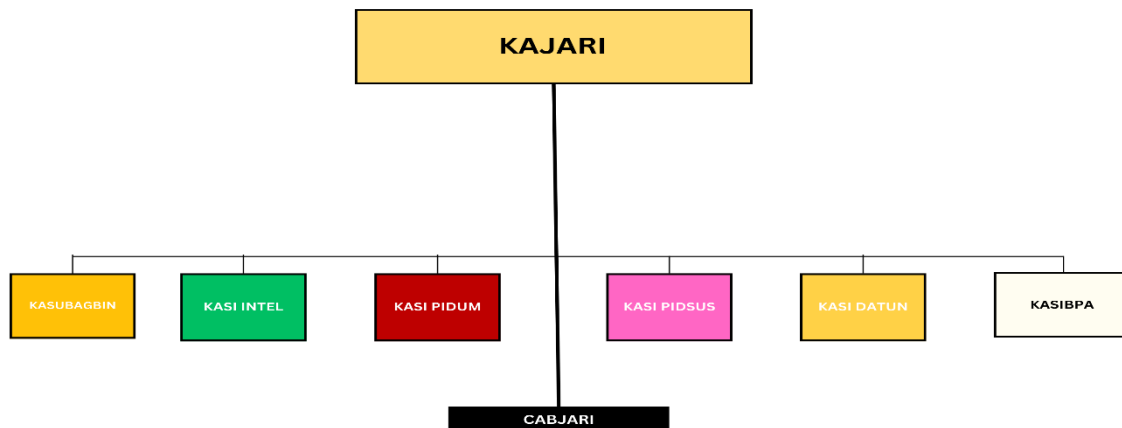 KAJARI
KASUBAGBIN
KASI INTEL
KASI PIDUM
KASI PIDSUS
KASI DATUN
KASIBPA
CABJARI